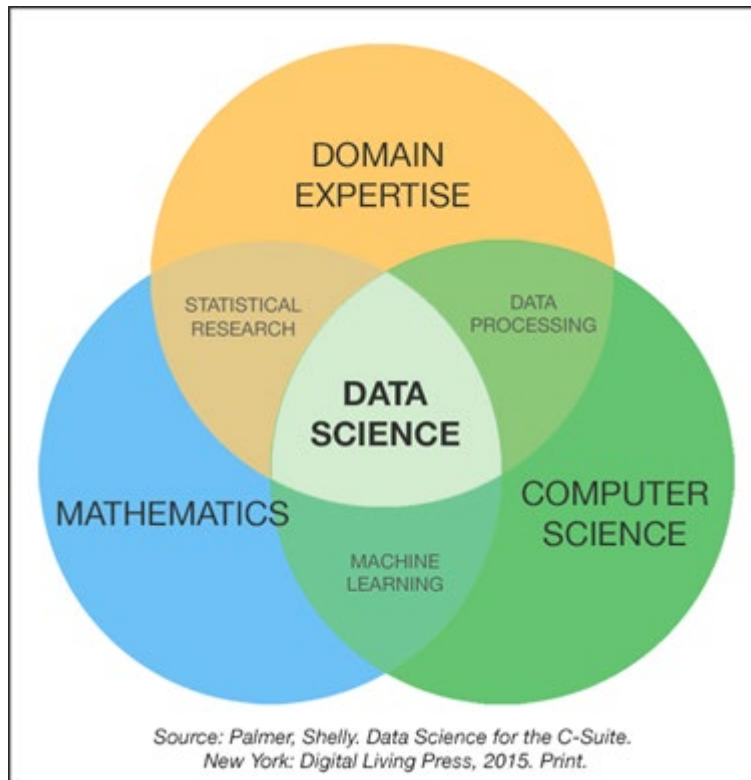 DOMAIN
EXPERTISE
STATISTICAL
RESEARCH
DATA
PROCESSING
DATA
SCIENCE
MATHEMATICS
COMPUTER
SCIENCE
MACHINE
LEARNING
Source: Palmer, Shelly. Data Science for the C-Suite.
New York: Digital Living Press, 2015. Print.